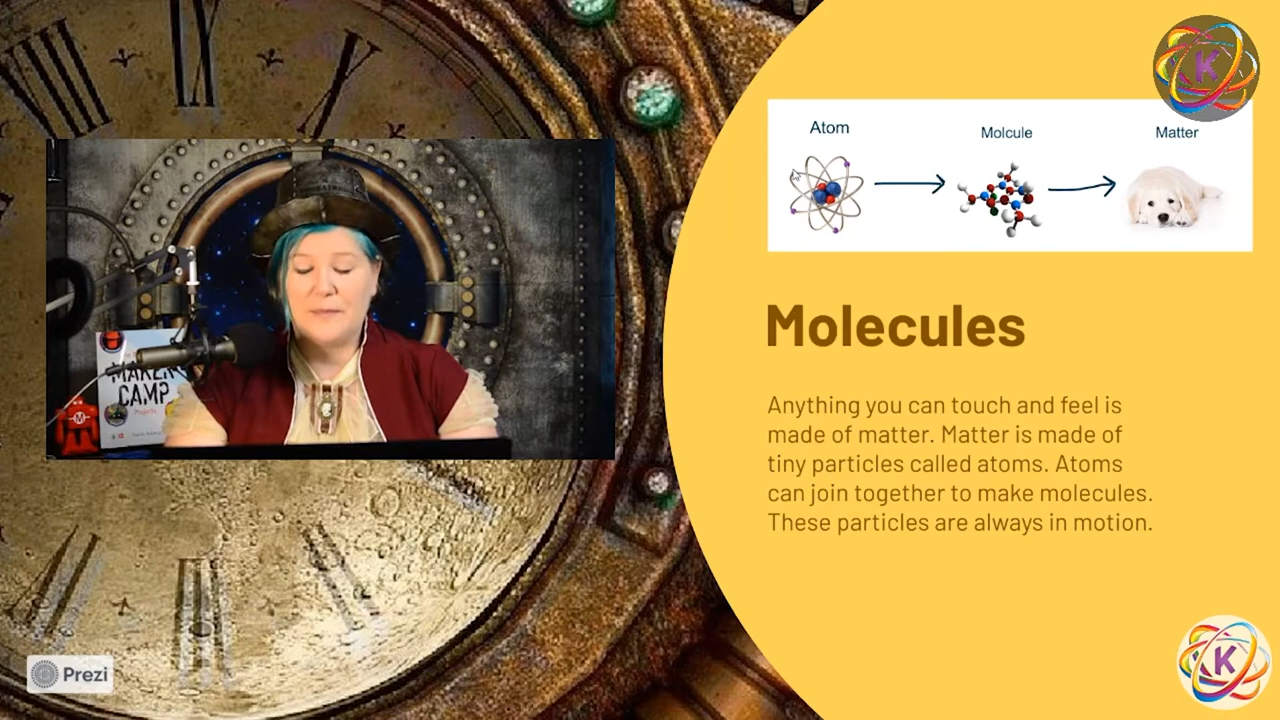 Atom
Molcule
Matter
K
Molecules
Anything you can touch and feel is
made of matter. Matter is made of
tiny particles called atoms. Atoms
can join together to make molecules.
These particles are always in motion.
MAKER
CAMP
Projects
M
K
Prezi